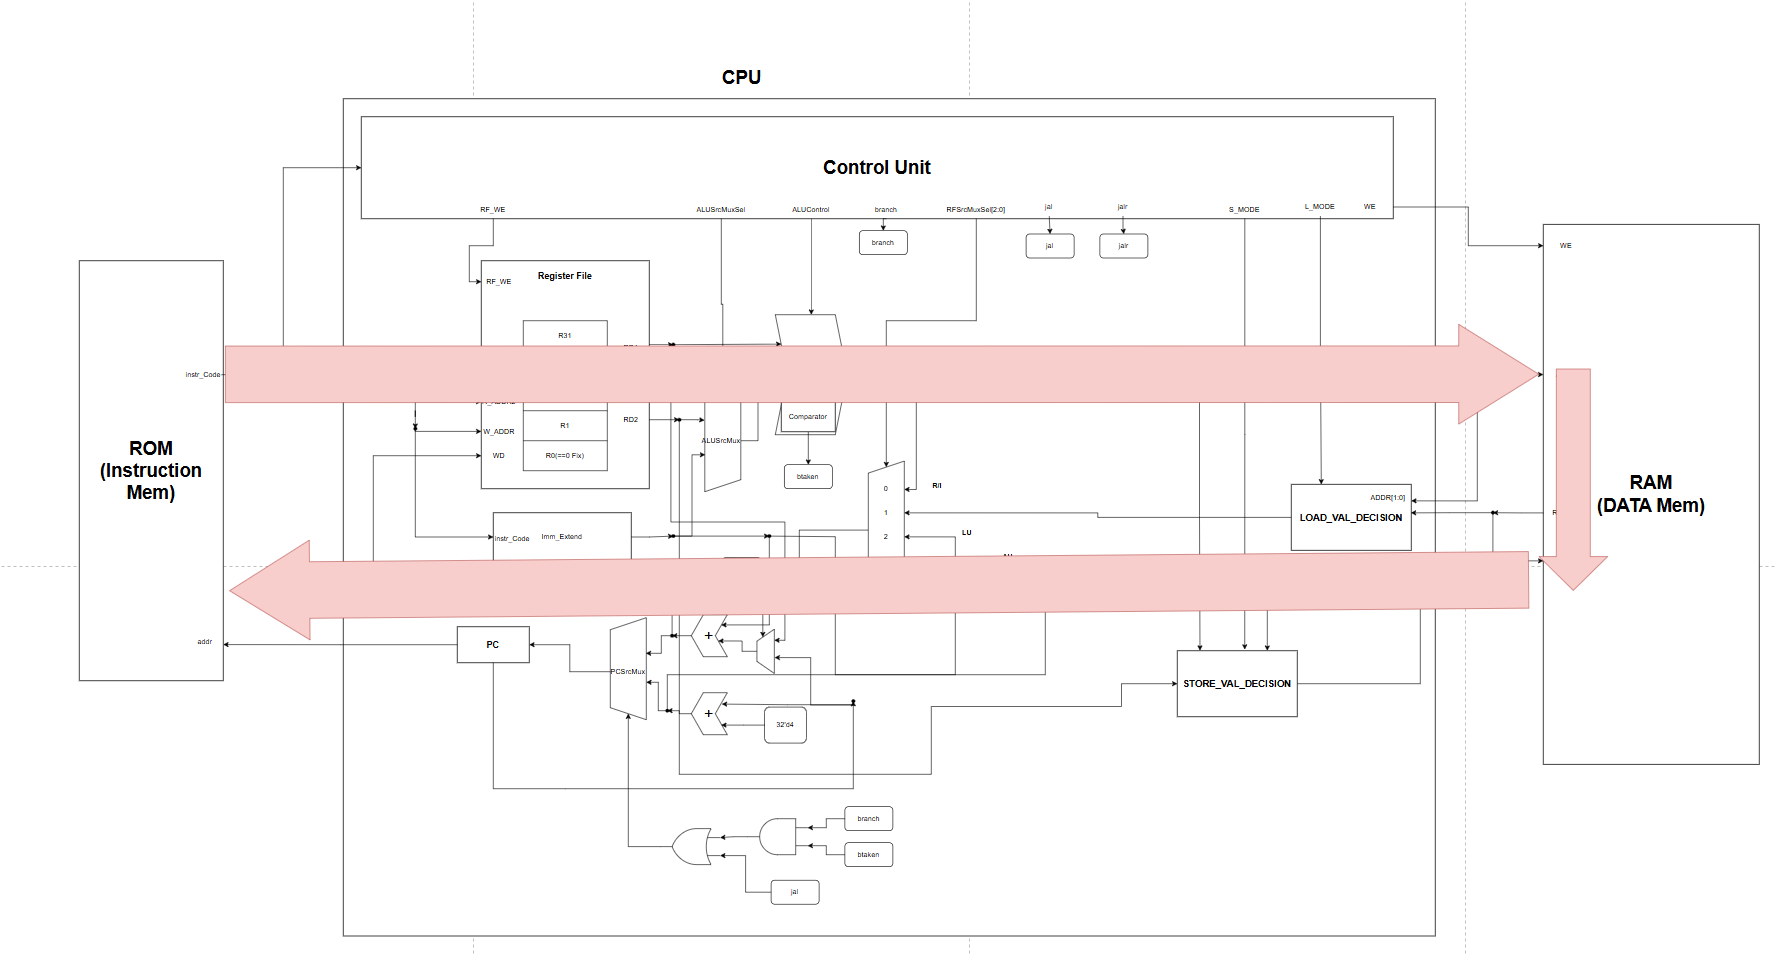 CPU
Control Unit
RF_WE
ALUSrcMuxSel
ALUControl
branch
RFSrcMuxSel[2:0]
jal
jalr
S_MODE
L_MODE
WE
branch
jal
jalr
WE
Register File
RF_WE
R31
instr_Code
Comparator
W_ADDR
R1
RD2
ALUSrcMux
WD
R0(==0 Fix)
btaken
ROM
(Instruction
Mem)
RAM
(DATA Mem)
0
R/I
1
2
LU
ADDR[1:0]
LOAD_VAL_DECISION
instr_Code
Imm_Extend
addr
PC
+
PCSrcMux
STORE_VAL_DECISION
+
32'd4
branch
btaken
jal